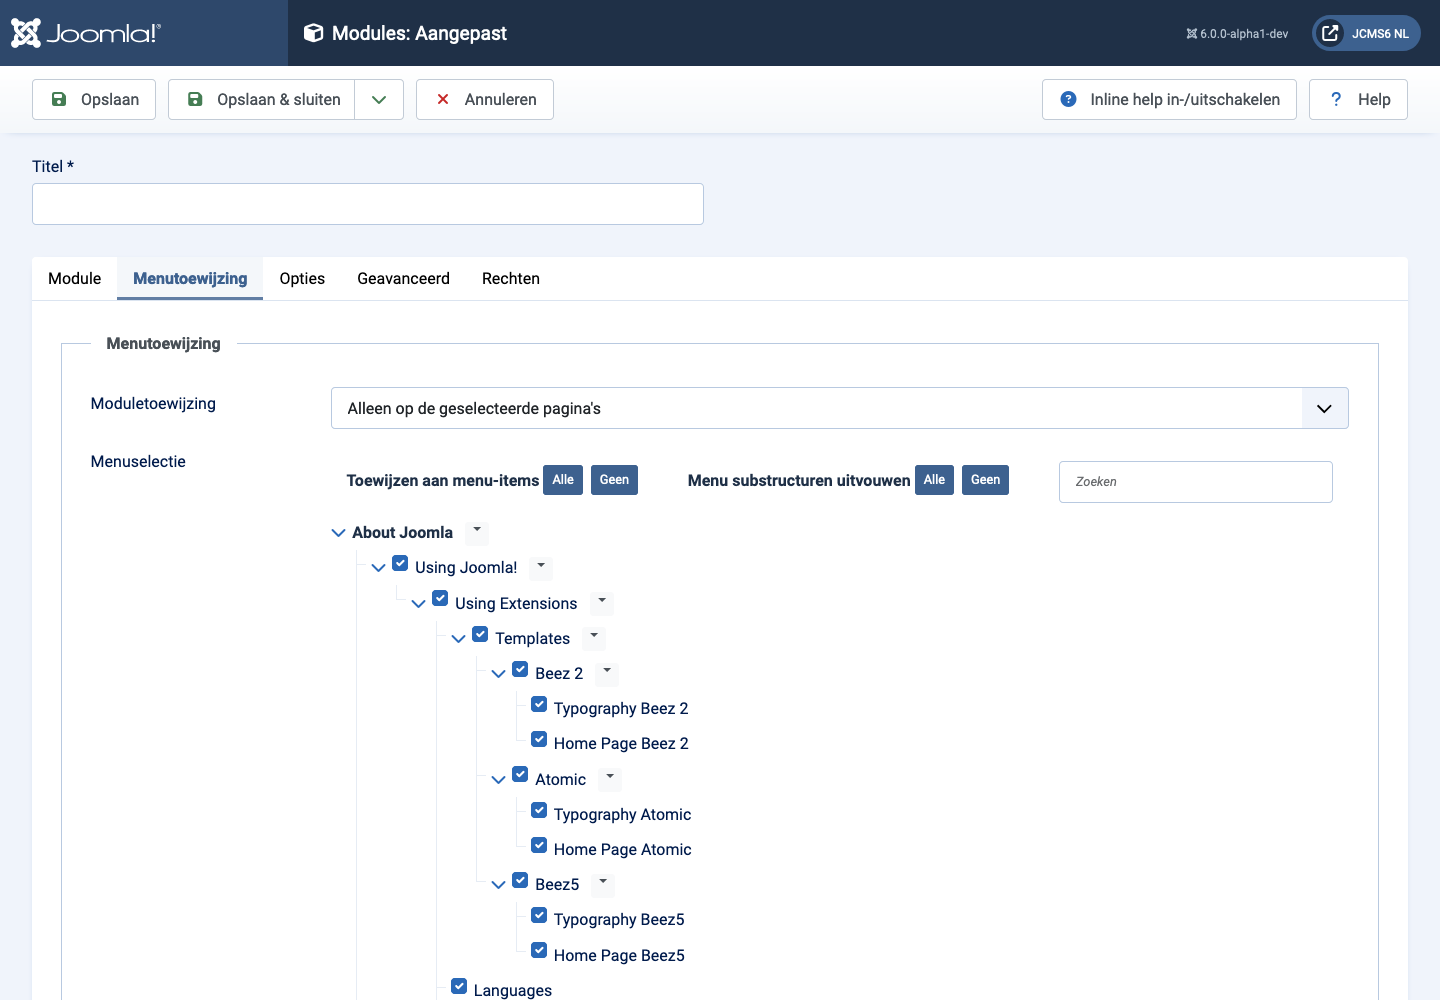 Joomla!® Modules: Aangepast 6.0.0-alpha1-dev JCMS6 NL
Opslaan Opslaan & sluiten Annuleren Inline help in-/uitschakelen ? Help
Titel *
Module Menutoewijzing Opties Geavanceerd Rechten
Menutoewijzing
Moduletoewijzing Alleen op de geselecteerde pagina's
Menuselectie
Toewijzen aan menu-items Alle Geen Menu substructuren uitvouwen Alle Geen Zoeken
About Joomla
Using Joomla!
Using Extensions
Templates
Beez 2
Typography Beez 2
Home Page Beez 2
Atomic
Typography Atomic
Home Page Atomic
Beez5
Typography Beez5
Home Page Beez5
Languages